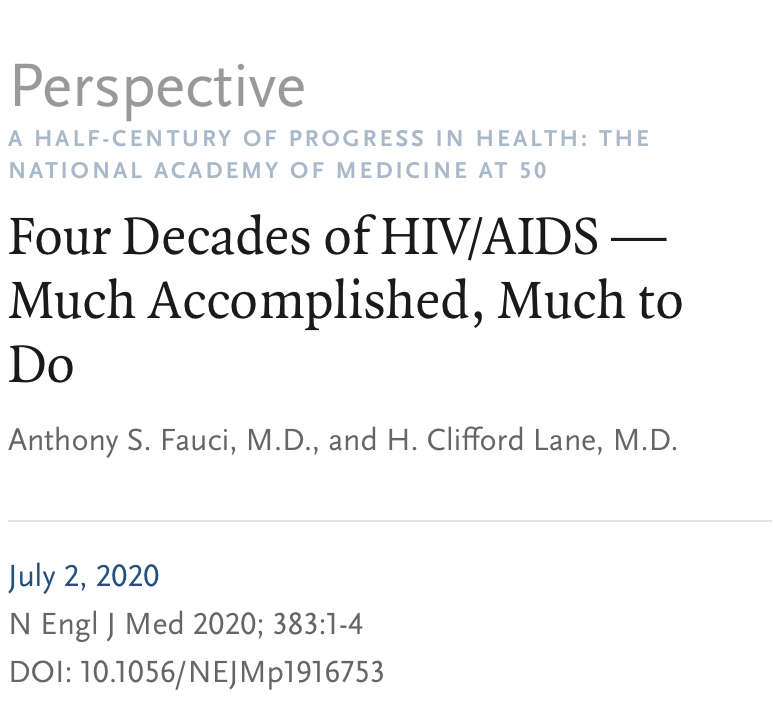 Perspective
A HALF-CENTURY OF PROGRESS IN HEALTH: THE
NATIONAL ACADEMY OF MEDICINE AT 50
Four Decades of HIV/AIDS —
Much Accomplished, Much to
Do
Anthony S. Fauci, M.D., and H. Clifford Lane, M.D.
July 2, 2020
N Engl J Med 2020; 383:1-4
DOI: 10.1056/NEJMp1916753